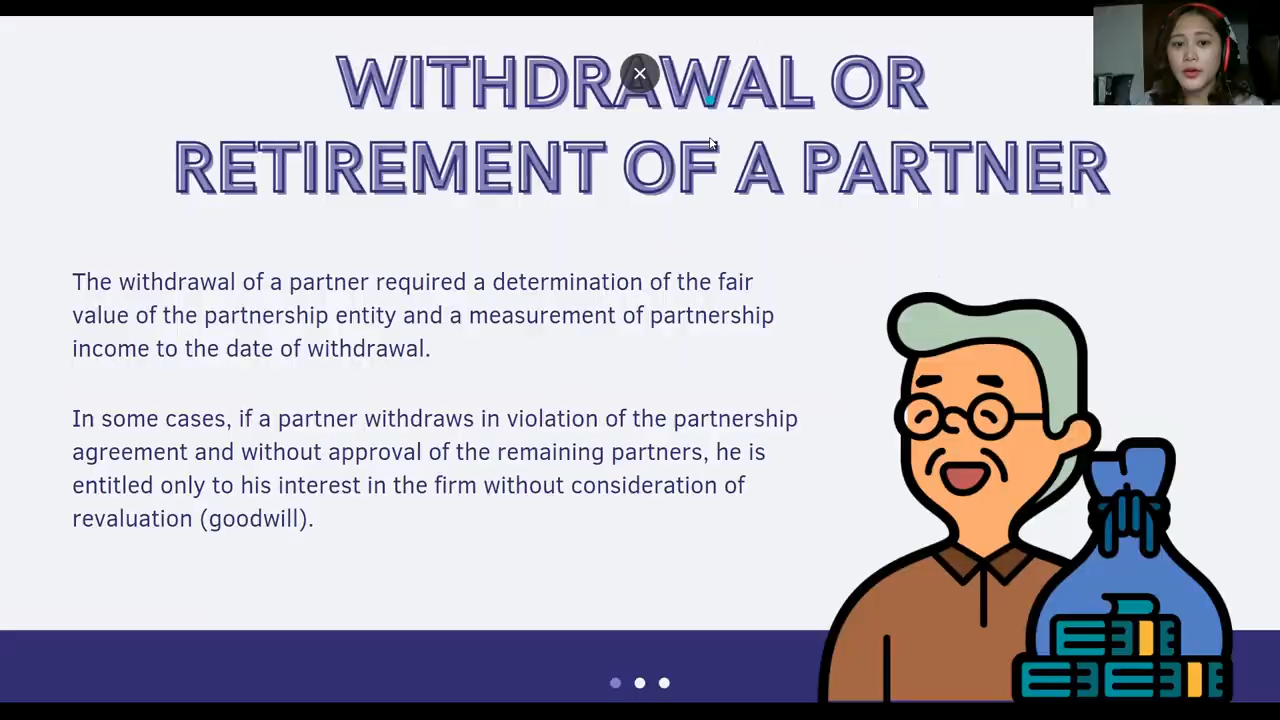 WITHDRAWAL OR
RETIREMENT OF A PARTNER
The withdrawal of a partner required a determination of the fair
value of the partnership entity and a measurement of partnership
income to the date of withdrawal.
In some cases, if a partner withdraws in violation of the partnership
agreement and without approval of the remaining partners, he is
entitled only to his interest in the firm without consideration of
revaluation (goodwill).